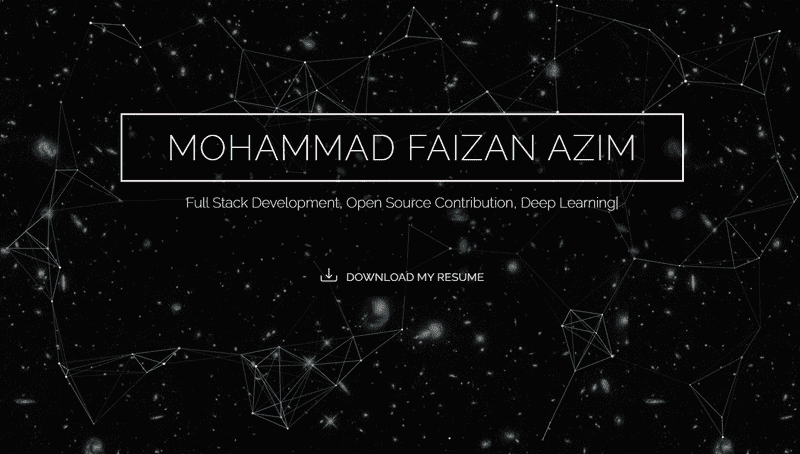 MOHAMMAD FAIZAN AZIM
Full Stack Development, Open Source Contribution, Deep Learning|
DOWNLOAD MY RESUME